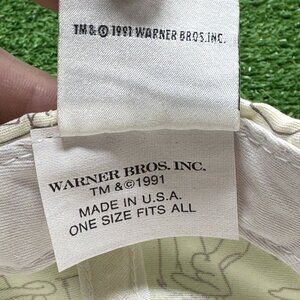 TM & © 1991 WARNER BROS. INC.
WARNER BROS. INC.
TM &©1991
MADE IN U.S.A.
ONE SIZE FITS ALL